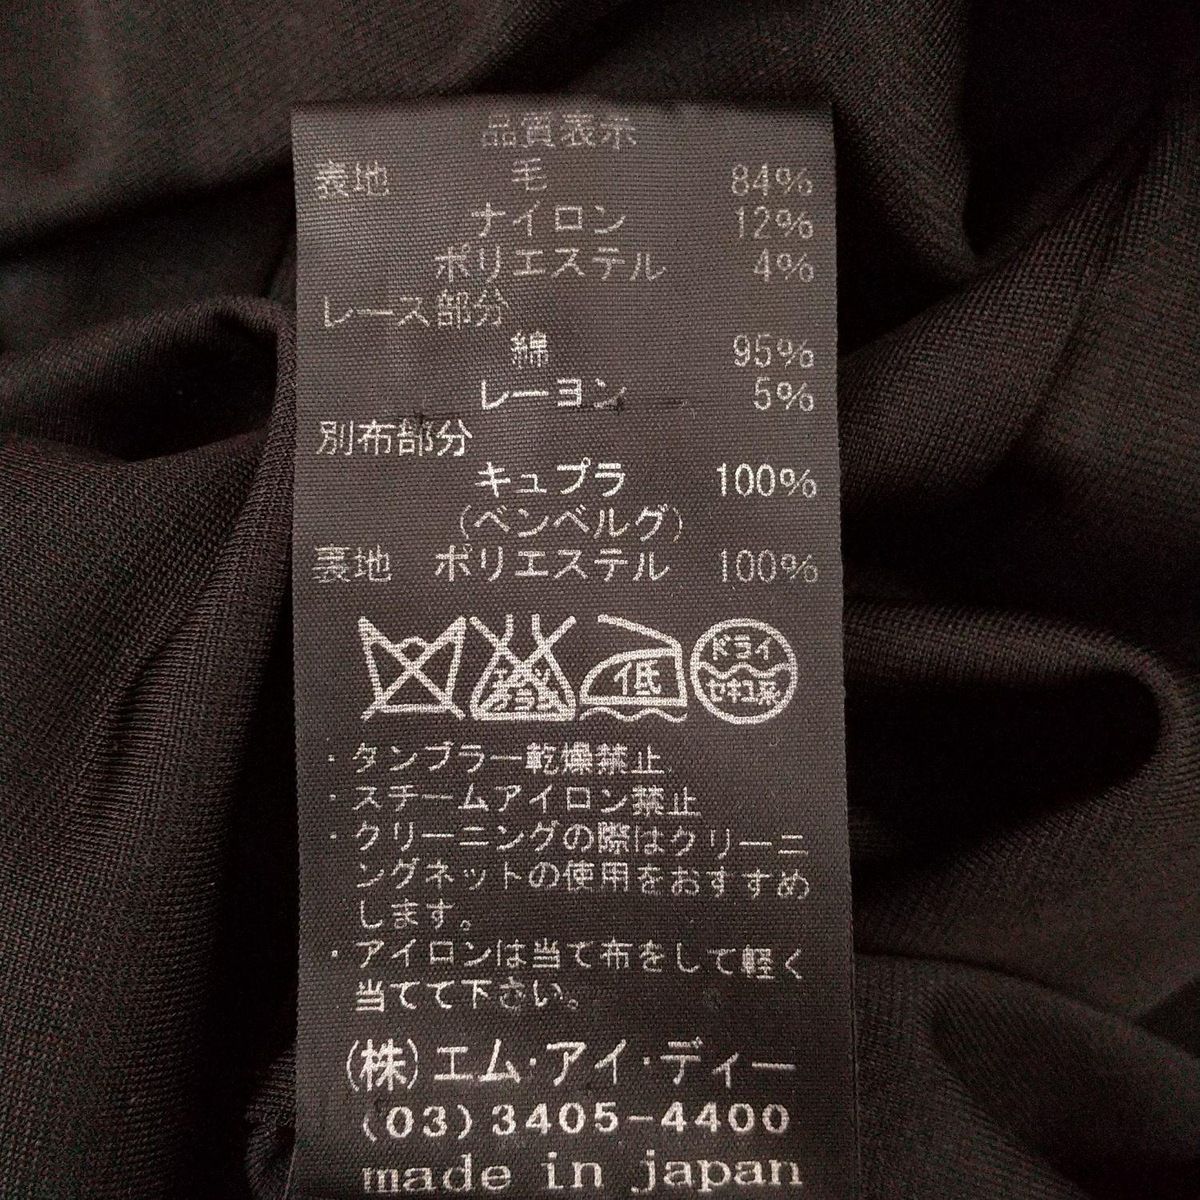 品質表示
表地 毛 84%
ナイロン 12%
ポリエステル 4%
レース部分
綿 95%
レーヨン 5%
別布部分
キュプラ 100%
(ベンベルグ)
裏地 ポリエステル 100%
低
ドライ
セキユ系
・タンブラー乾燥禁止
・スチームアイロン禁止
・クリーニングの際はクリーニ
ングネットの使用をおすすめ
します。
・アイロンは当て布をして軽く
当てて下さい。
(株)エム・アイ・ディー
(03)3405-4400
made in japan